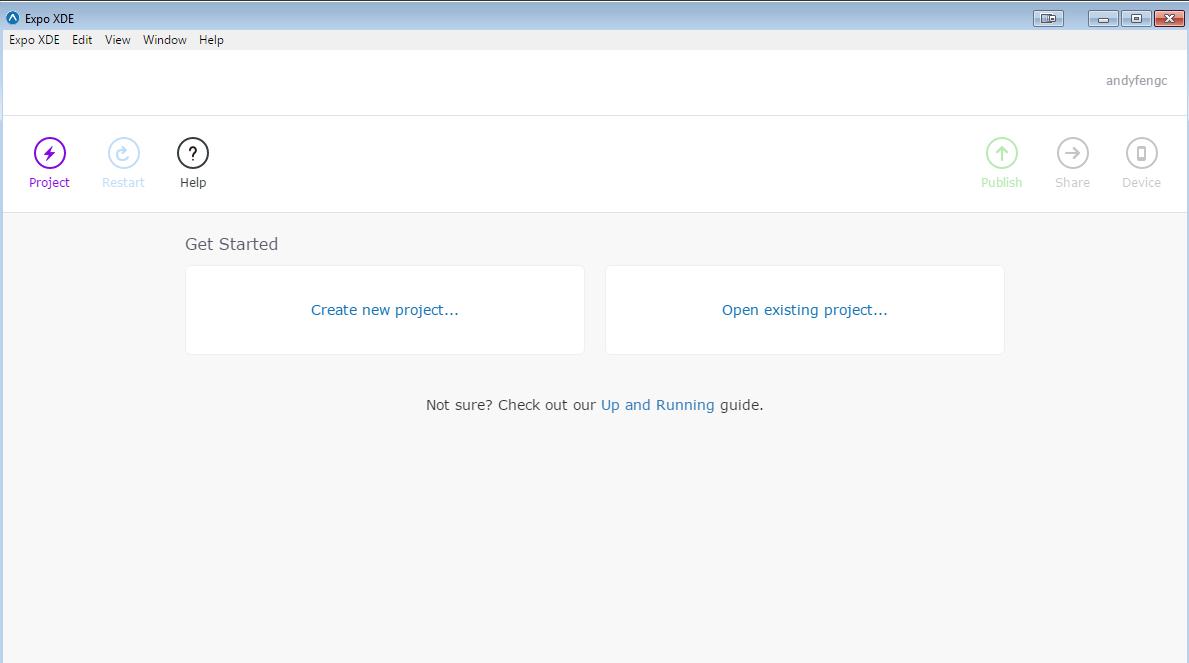 Expo XDE
Expo XDE Edit View Window Help
andyfengc
Project Restart ? Help Publish Share Device
Get Started
Create new project... Open existing project...
Not sure? Check out our Up and Running guide.